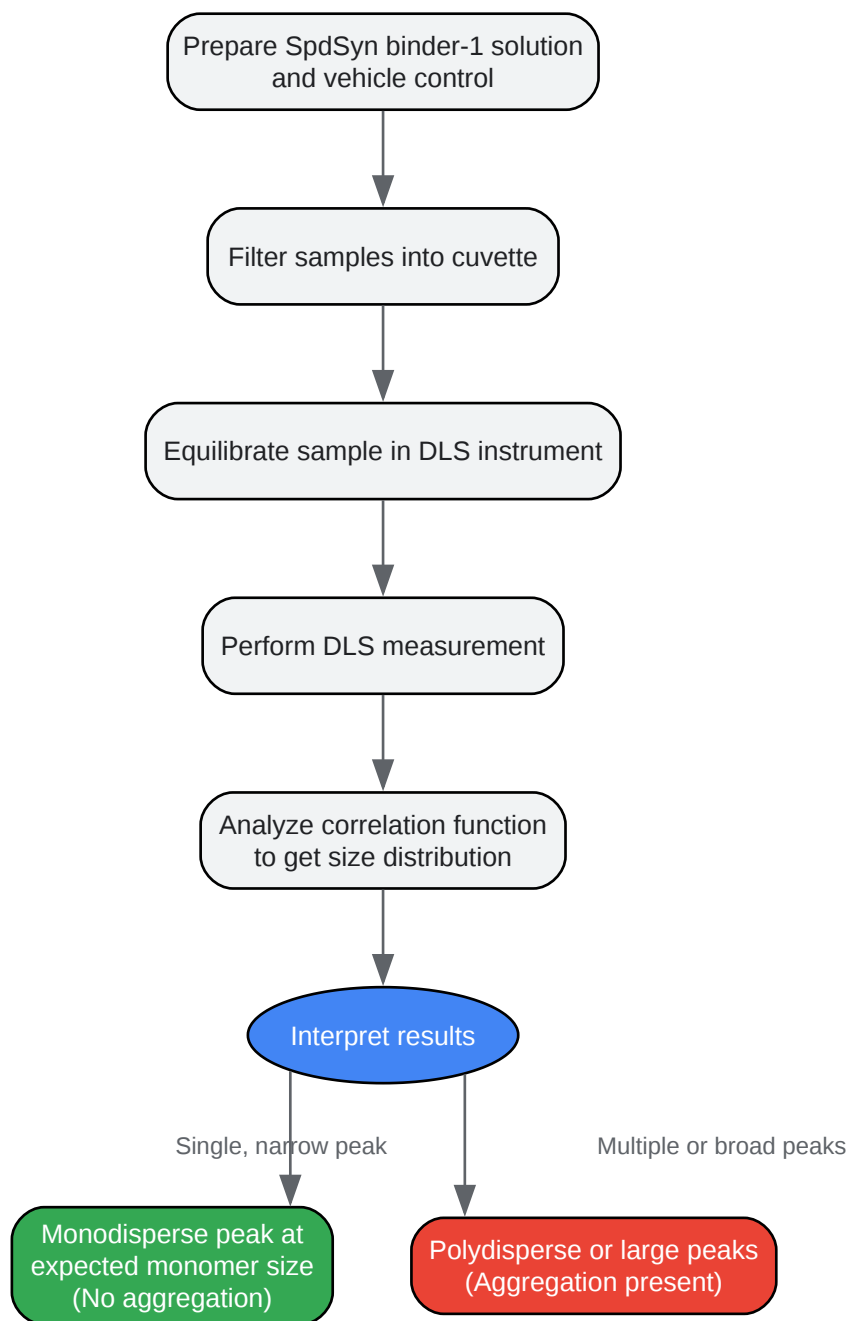 Prepare SpdSyn binder-1 solution
and vehicle control
Filter samples into cuvette
Equilibrate sample in DLS instrument
Perform DLS measurement
Analyze correlation function
to get size distribution
Interpret results
Single, narrow peak
Multiple or broad peaks
Monodisperse peak at
expected monomer size
(No aggregation)
Polydisperse or large peaks
(Aggregation present)